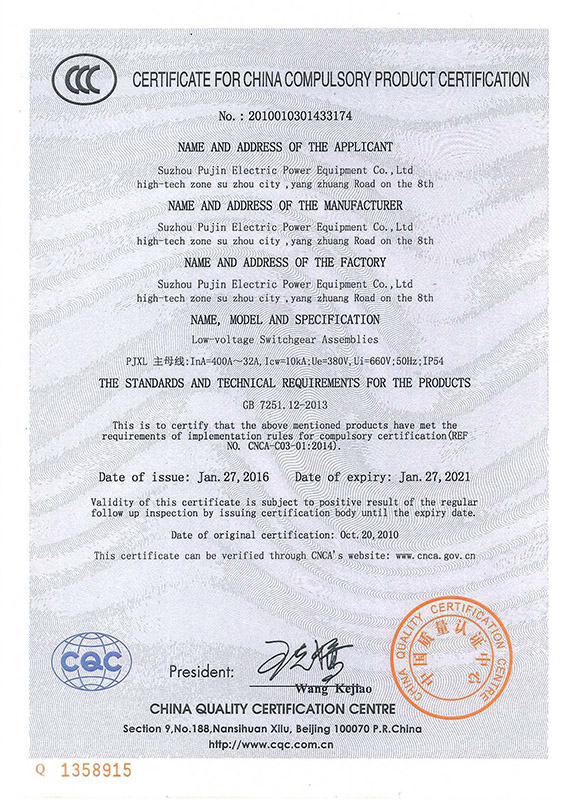 CERTIFICATE FOR CHINA COMPULSORY PRODUCT CERTIFICATION
No.: 2010010301433174
NAME AND ADDRESS OF THE APPLICANT
Suzhou Pujin Electric Power Equipment Co.,Ltd
high-tech zone su zhou city ,yang zhuang Road on the 8th
NAME AND ADDRESS OF THE MANUFACTURER
Suzhou Pujin Electric Power Equipment Co.,Ltd
high-tech zone su zhou city ,yang zhuang Road on the 8th
NAME AND ADDRESS OF THE FACTORY
Suzhou Pujin Electric Power Equipment Co.,Ltd
high-tech zone su zhou city ,yang zhuang Road on the 8th
NAME, MODEL AND SPECIFICATION
Low-voltage Switchgear Assemblies
PJXL 主母线:InA=400A～32A,Icw=10kA;Ue=380V,Ui=660V;50Hz;IP54
THE STANDARDS AND TECHNICAL REQUIREMENTS FOR THE PRODUCTS
GB 7251.12-2013
This is to certify that the above mentioned products have met the
requirements of implementation rules for compulsory certification(REF
NO. CNCA-C03-01:2014).
Date of issue: Jan.27,2016 Date of expiry: Jan.27,2021
Validity of this certificate is subject to positive result of the regular
follow up inspection by issuing certification body until the expiry date.
Date of original certification: Oct.20,2010
This certificate can be verified through CNCA's website: www.cnca.gov.cn
CHINA QUALITY CERTIFICATION CENTRE
中国质量认证中心
CQC
President: 王克娇
Wang Kejiao
CHINA QUALITY CERTIFICATION CENTRE
Section 9,No.188,Nansihuan Xilu, Beijing 100070 P.R.China
http://www.cqc.com.cn
Q 1358915